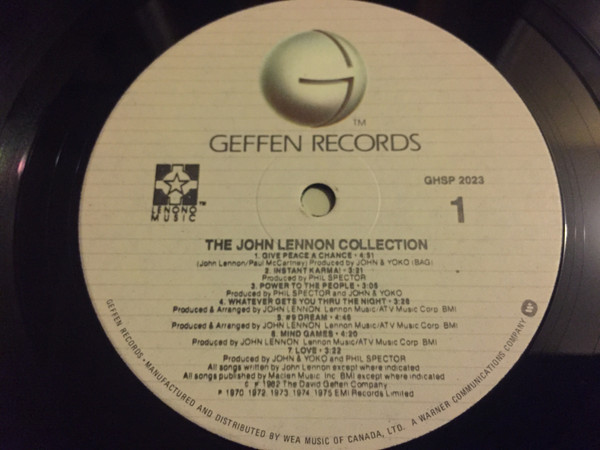 G
TM
GEFFEN RECORDS
LENONO TM
MUSIC
GHSP 2023
1
THE JOHN LENNON COLLECTION
1. GIVE PEACE A CHANCE • 4:51
(John Lennon/Paul McCartney) Produced by JOHN & YOKO (BAG)
2. INSTANT KARMA! • 3:21
Produced by PHIL SPECTOR
3. POWER TO THE PEOPLE • 3:05
Produced by PHIL SPECTOR and JOHN & YOKO
4. WHATEVER GETS YOU THRU THE NIGHT • 3:28
Produced & Arranged by JOHN LENNON Lennon Music/ATV Music Corp. BMI
5. #9 DREAM • 4:46
Produced & Arranged by JOHN LENNON Lennon Music/ATV Music Corp. BMI
6. MIND GAMES • 4:20
Produced by JOHN LENNON Lennon Music/ATV Music Corp. BMI
7. LOVE • 3:22
Produced by JOHN & YOKO and PHIL SPECTOR
All songs written by John Lennon except where indicated
All songs published by Maclen Music Inc. BMI except where indicated
© ℗ 1982 The David Geffen Company
℗ 1970 1972 1973 1974 1975 EMI Records Limited
GEFFEN RECORDS • MANUFACTURED AND DISTRIBUTED BY WEA MUSIC OF CANADA, LTD. A WARNER COMMUNICATIONS COMPANY